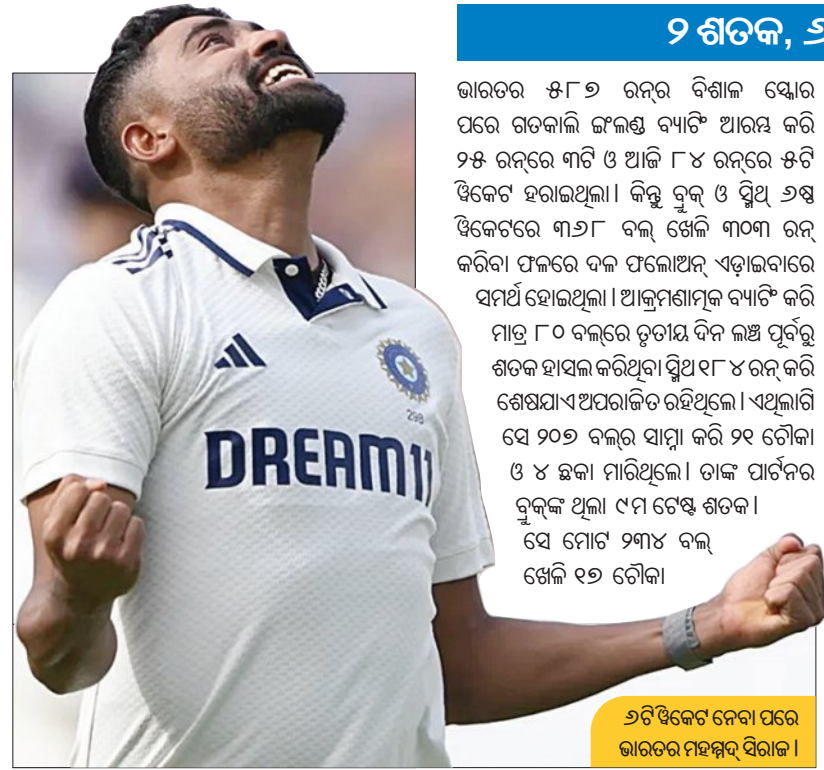 ୨ ଶତକ, ୬
ଭାରତର ୫୮୭ ରନ୍‌ର ବିଶାଳ ସ୍କୋର
ପରେ ଗତକାଲି ଇଂଲଣ୍ଡ ବ୍ୟାଟିଂ ଆରମ୍ଭ କରି
୨୫ ରନ୍‌ରେ ୩ଟି ଓ ଆଜି ୮୪ ରନ୍‌ରେ ୫ଟି
ୱିକେଟ ହରାଇଥିଲା। କିନ୍ତୁ ବ୍ରୁକ୍ ଓ ସ୍ମିଥ୍ ୬ଷ୍ଠ
ୱିକେଟରେ ୩୬୮ ବଲ୍ ଖେଳି ୩୦୩ ରନ୍
କରିବା ଫଳରେ ଦଳ ଫଲୋଅନ୍ ଏଡ଼ାଇବାରେ
ସମର୍ଥ ହୋଇଥିଲା। ଆକ୍ରମଣାତ୍ମକ ବ୍ୟାଟିଂ କରି
ମାତ୍ର ୮୦ ବଲ୍‌ରେ ତୃତୀୟ ଦିନ ଲଞ୍ଚ ପୂର୍ବରୁ
ଶତକ ହାସଲ କରିଥିବା ସ୍ମିଥ ୧୮୪ ରନ୍ କରି
ଶେଷଯାଏ ଅପରାଜିତ ରହିଥିଲେ। ଏଥିଲାଗି
ସେ ୨୦୭ ବଲ୍‌ର ସାମ୍ନା କରି ୨୧ ଚୌକା
ଓ ୪ ଛକା ମାରିଥିଲେ। ତାଙ୍କ ପାର୍ଟନର
ବ୍ରୁକ୍‌ଙ୍କ ଥିଲା ୯ମ ଟେଷ୍ଟ ଶତକ।
ସେ ମୋଟ ୨୩୪ ବଲ୍
ଖେଳି ୧୭ ଚୌକା
298
DREAM11
୬ଟି ୱିକେଟ ନେବା ପରେ
ଭାରତର ମହମ୍ମଦ୍ ସିରାଜ।